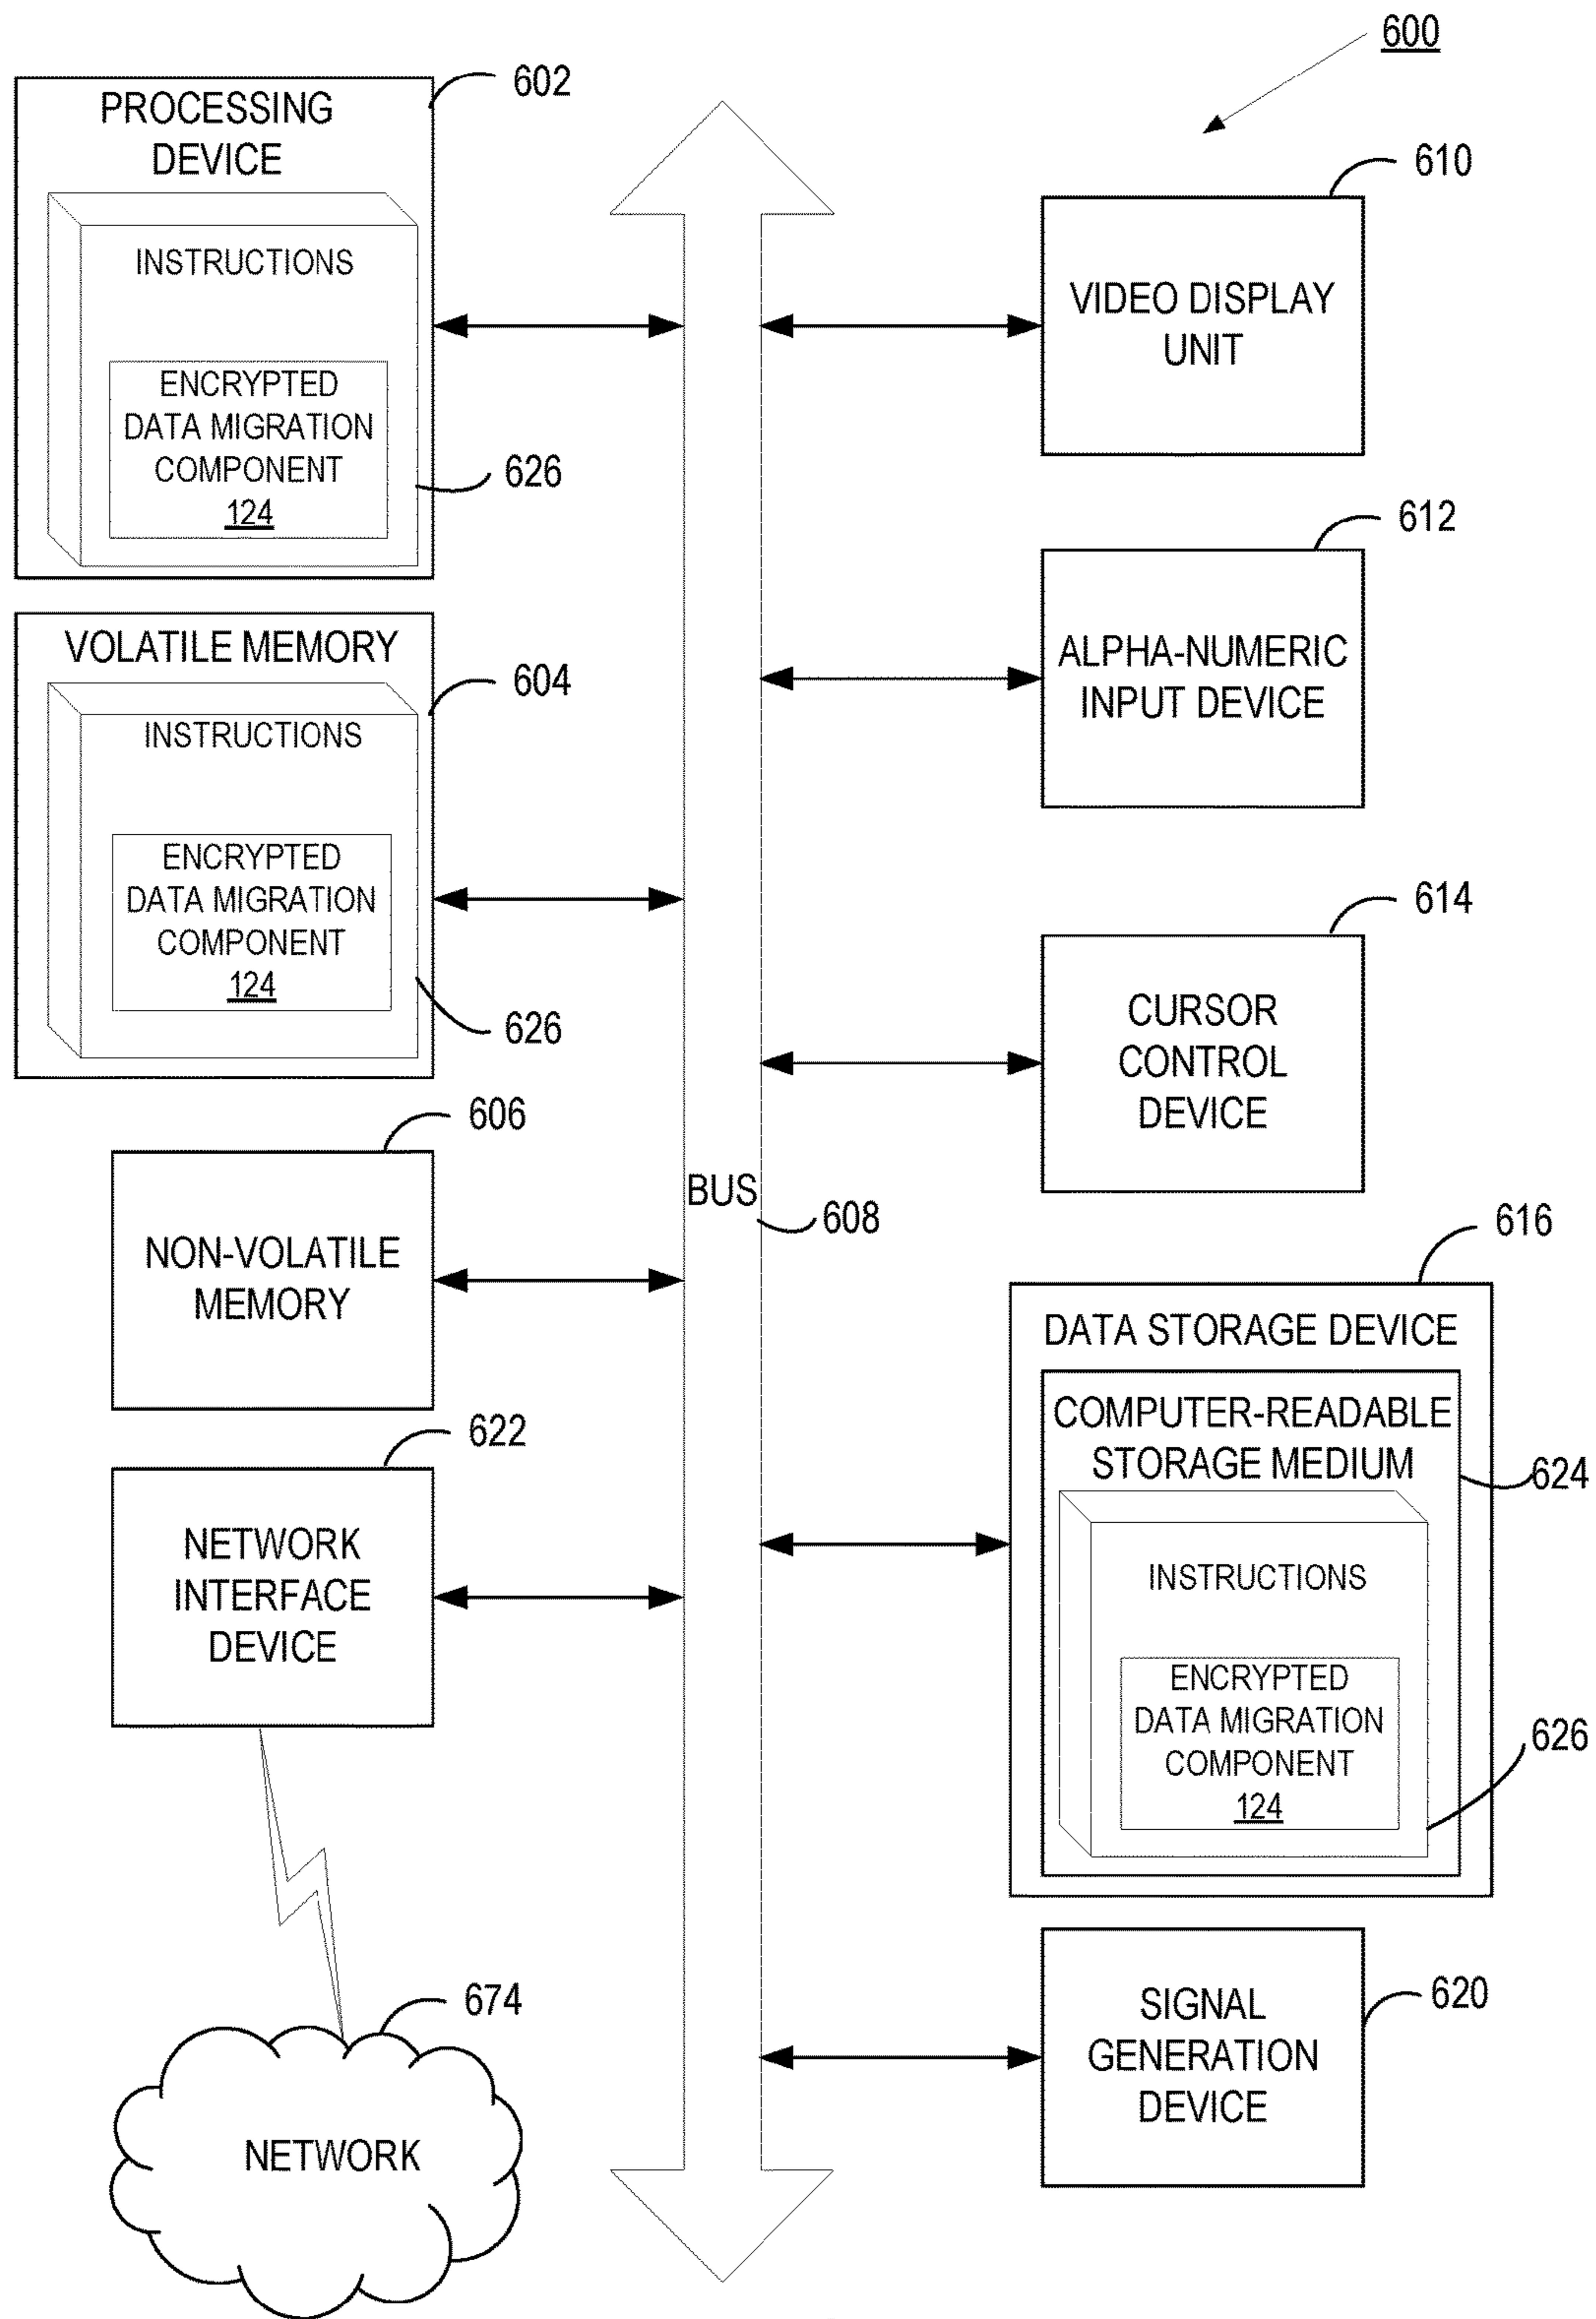 600
602
PROCESSING
DEVICE
INSTRUCTIONS
ENCRYPTED
DATA MIGRATION
COMPONENT
124
626
VOLATILE MEMORY
604
INSTRUCTIONS
ENCRYPTED
DATA MIGRATION
COMPONENT
124
626
606
NON-VOLATILE
MEMORY
622
NETWORK
INTERFACE
DEVICE
674
NETWORK
BUS
608
610
VIDEO DISPLAY
UNIT
612
ALPHA-NUMERIC
INPUT DEVICE
614
CURSOR
CONTROL
DEVICE
616
DATA STORAGE DEVICE
COMPUTER-READABLE
STORAGE MEDIUM
624
INSTRUCTIONS
ENCRYPTED
DATA MIGRATION
COMPONENT
124
626
SIGNAL
GENERATION
DEVICE
620